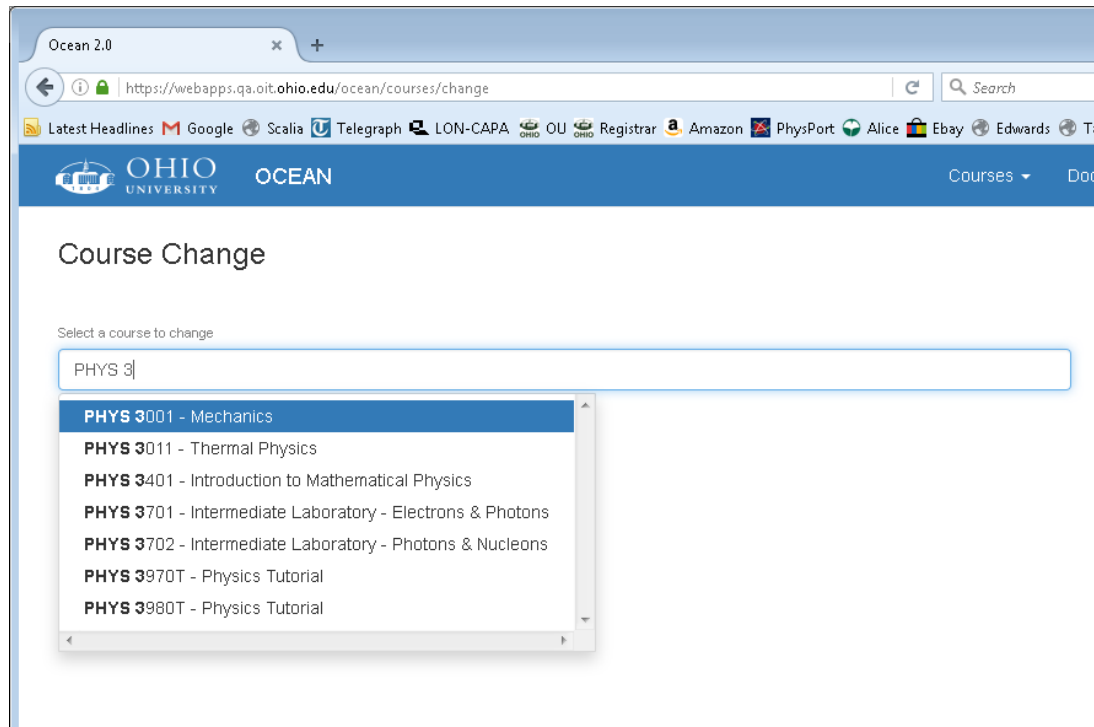 Ocean 2.0
https://webapps.qa.oit.ohio.edu/ocean/courses/change
Search
Latest Headlines Google Scalia Telegraph LON-CAPA OU Registrar Amazon PhysPort Alice Ebay Edwards
OHIO UNIVERSITY OCEAN Courses
Course Change
Select a course to change
PHYS 3
PHYS 3001 - Mechanics
PHYS 3011 - Thermal Physics
PHYS 3401 - Introduction to Mathematical Physics
PHYS 3701 - Intermediate Laboratory - Electrons & Photons
PHYS 3702 - Intermediate Laboratory - Photons & Nucleons
PHYS 3970T - Physics Tutorial
PHYS 3980T - Physics Tutorial